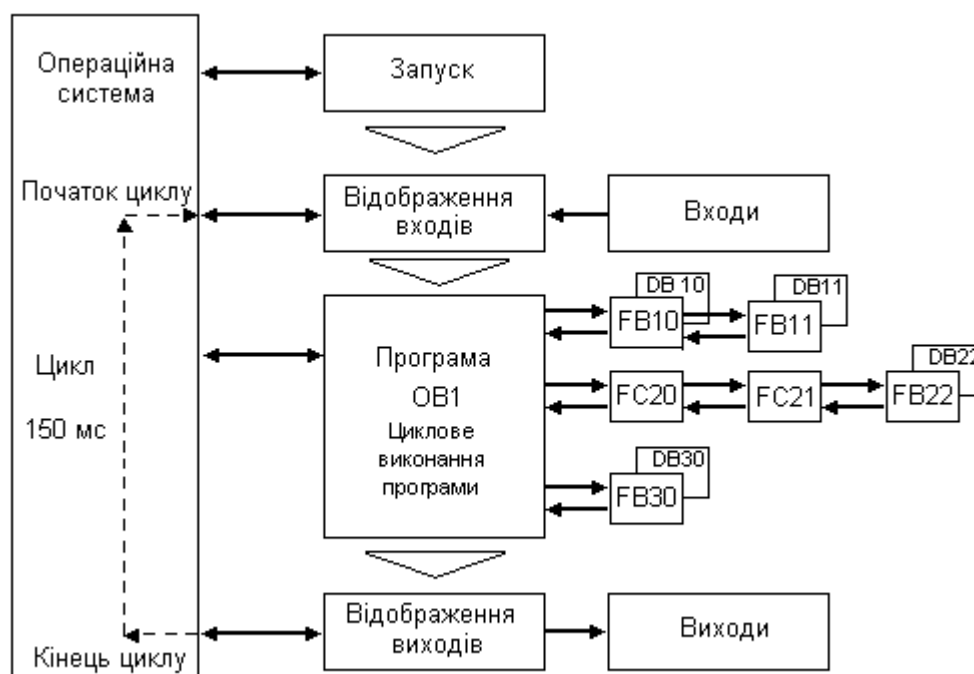 Операційна
система
Запуск
Початок циклу
Відображення
входів
Входи
DB 10
FB10
DB11
FB11
Цикл
150 мс
Програма
OB1
Циклове
виконання
програми
FC20
FC21
DB22
FB22
DB30
FB30
Кінець циклу
Відображення
виходів
Виходи